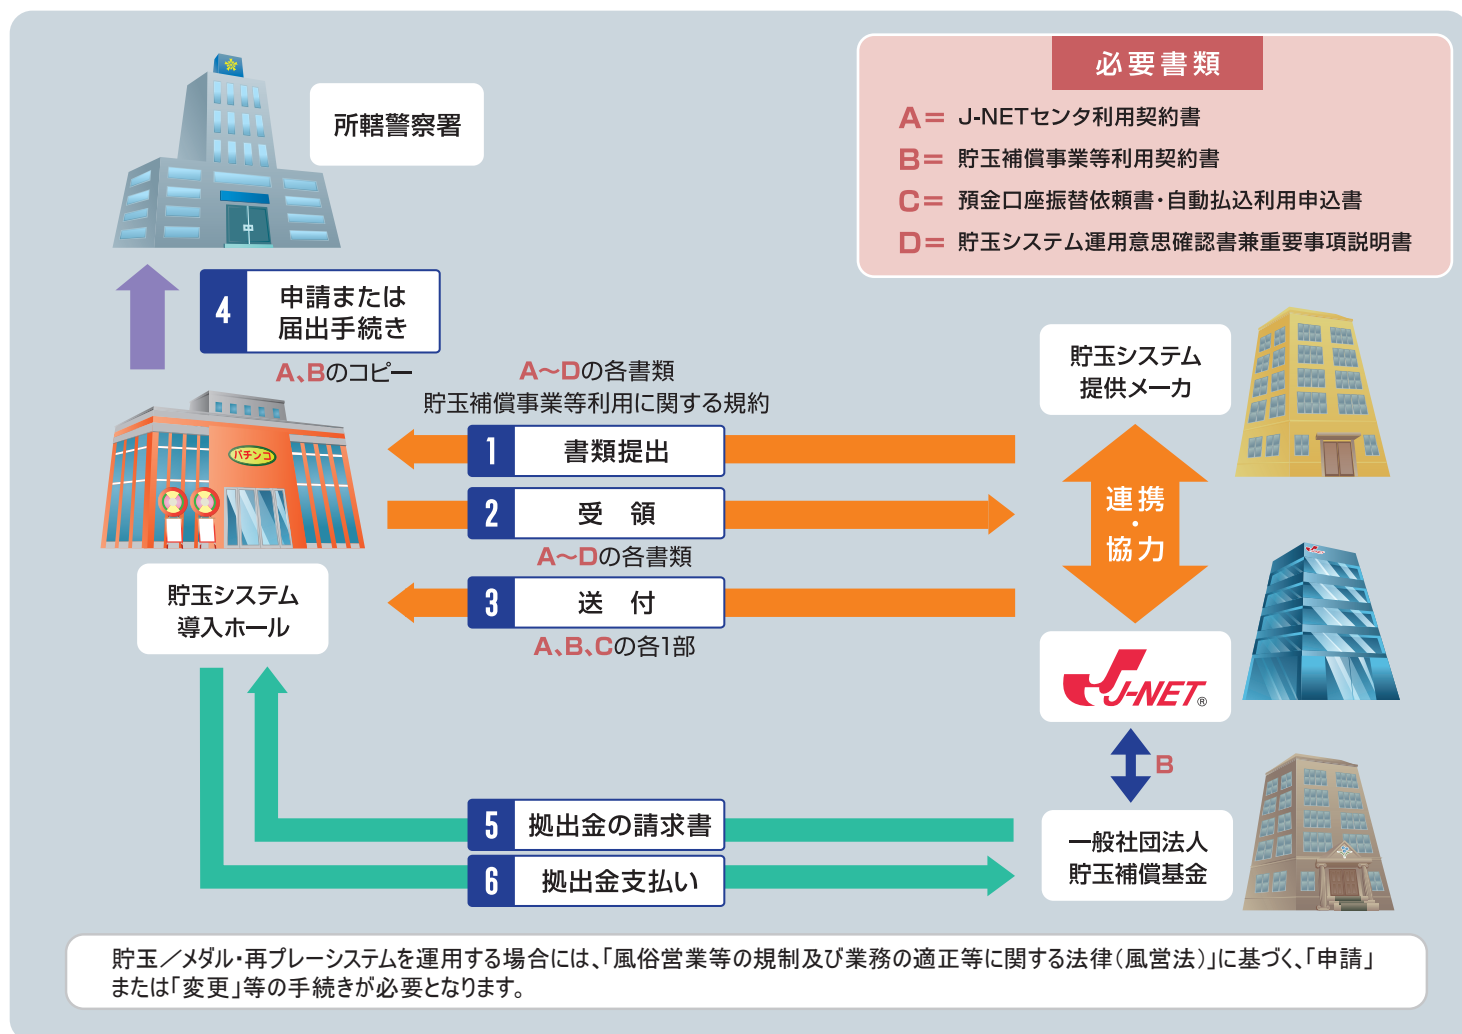 所轄警察署
必要書類
A= J-NETセンタ利用契約書
B= 貯玉補償事業等利用契約書
C= 預金口座振替依頼書・自動払込利用申込書
D= 貯玉システム運用意思確認書兼重要事項説明書
4 申請または
届出手続き
A、Bのコピー
貯玉システム
提供メーカ
A〜Dの各書類
貯玉補償事業等利用に関する規約
パチンコ
1 書類提出
2 受 領
A〜Dの各書類
連携
・
協力
3 送 付
A、B、Cの各1部
貯玉システム
導入ホール
J-NET
J-NET®
B
5 拠出金の請求書
6 拠出金支払い
一般社団法人
貯玉補償基金
貯玉／メダル・再プレーシステムを運用する場合には、「風俗営業等の規制及び業務の適正等に関する法律（風営法）」に基づく、「申請」
または「変更」等の手続きが必要となります。